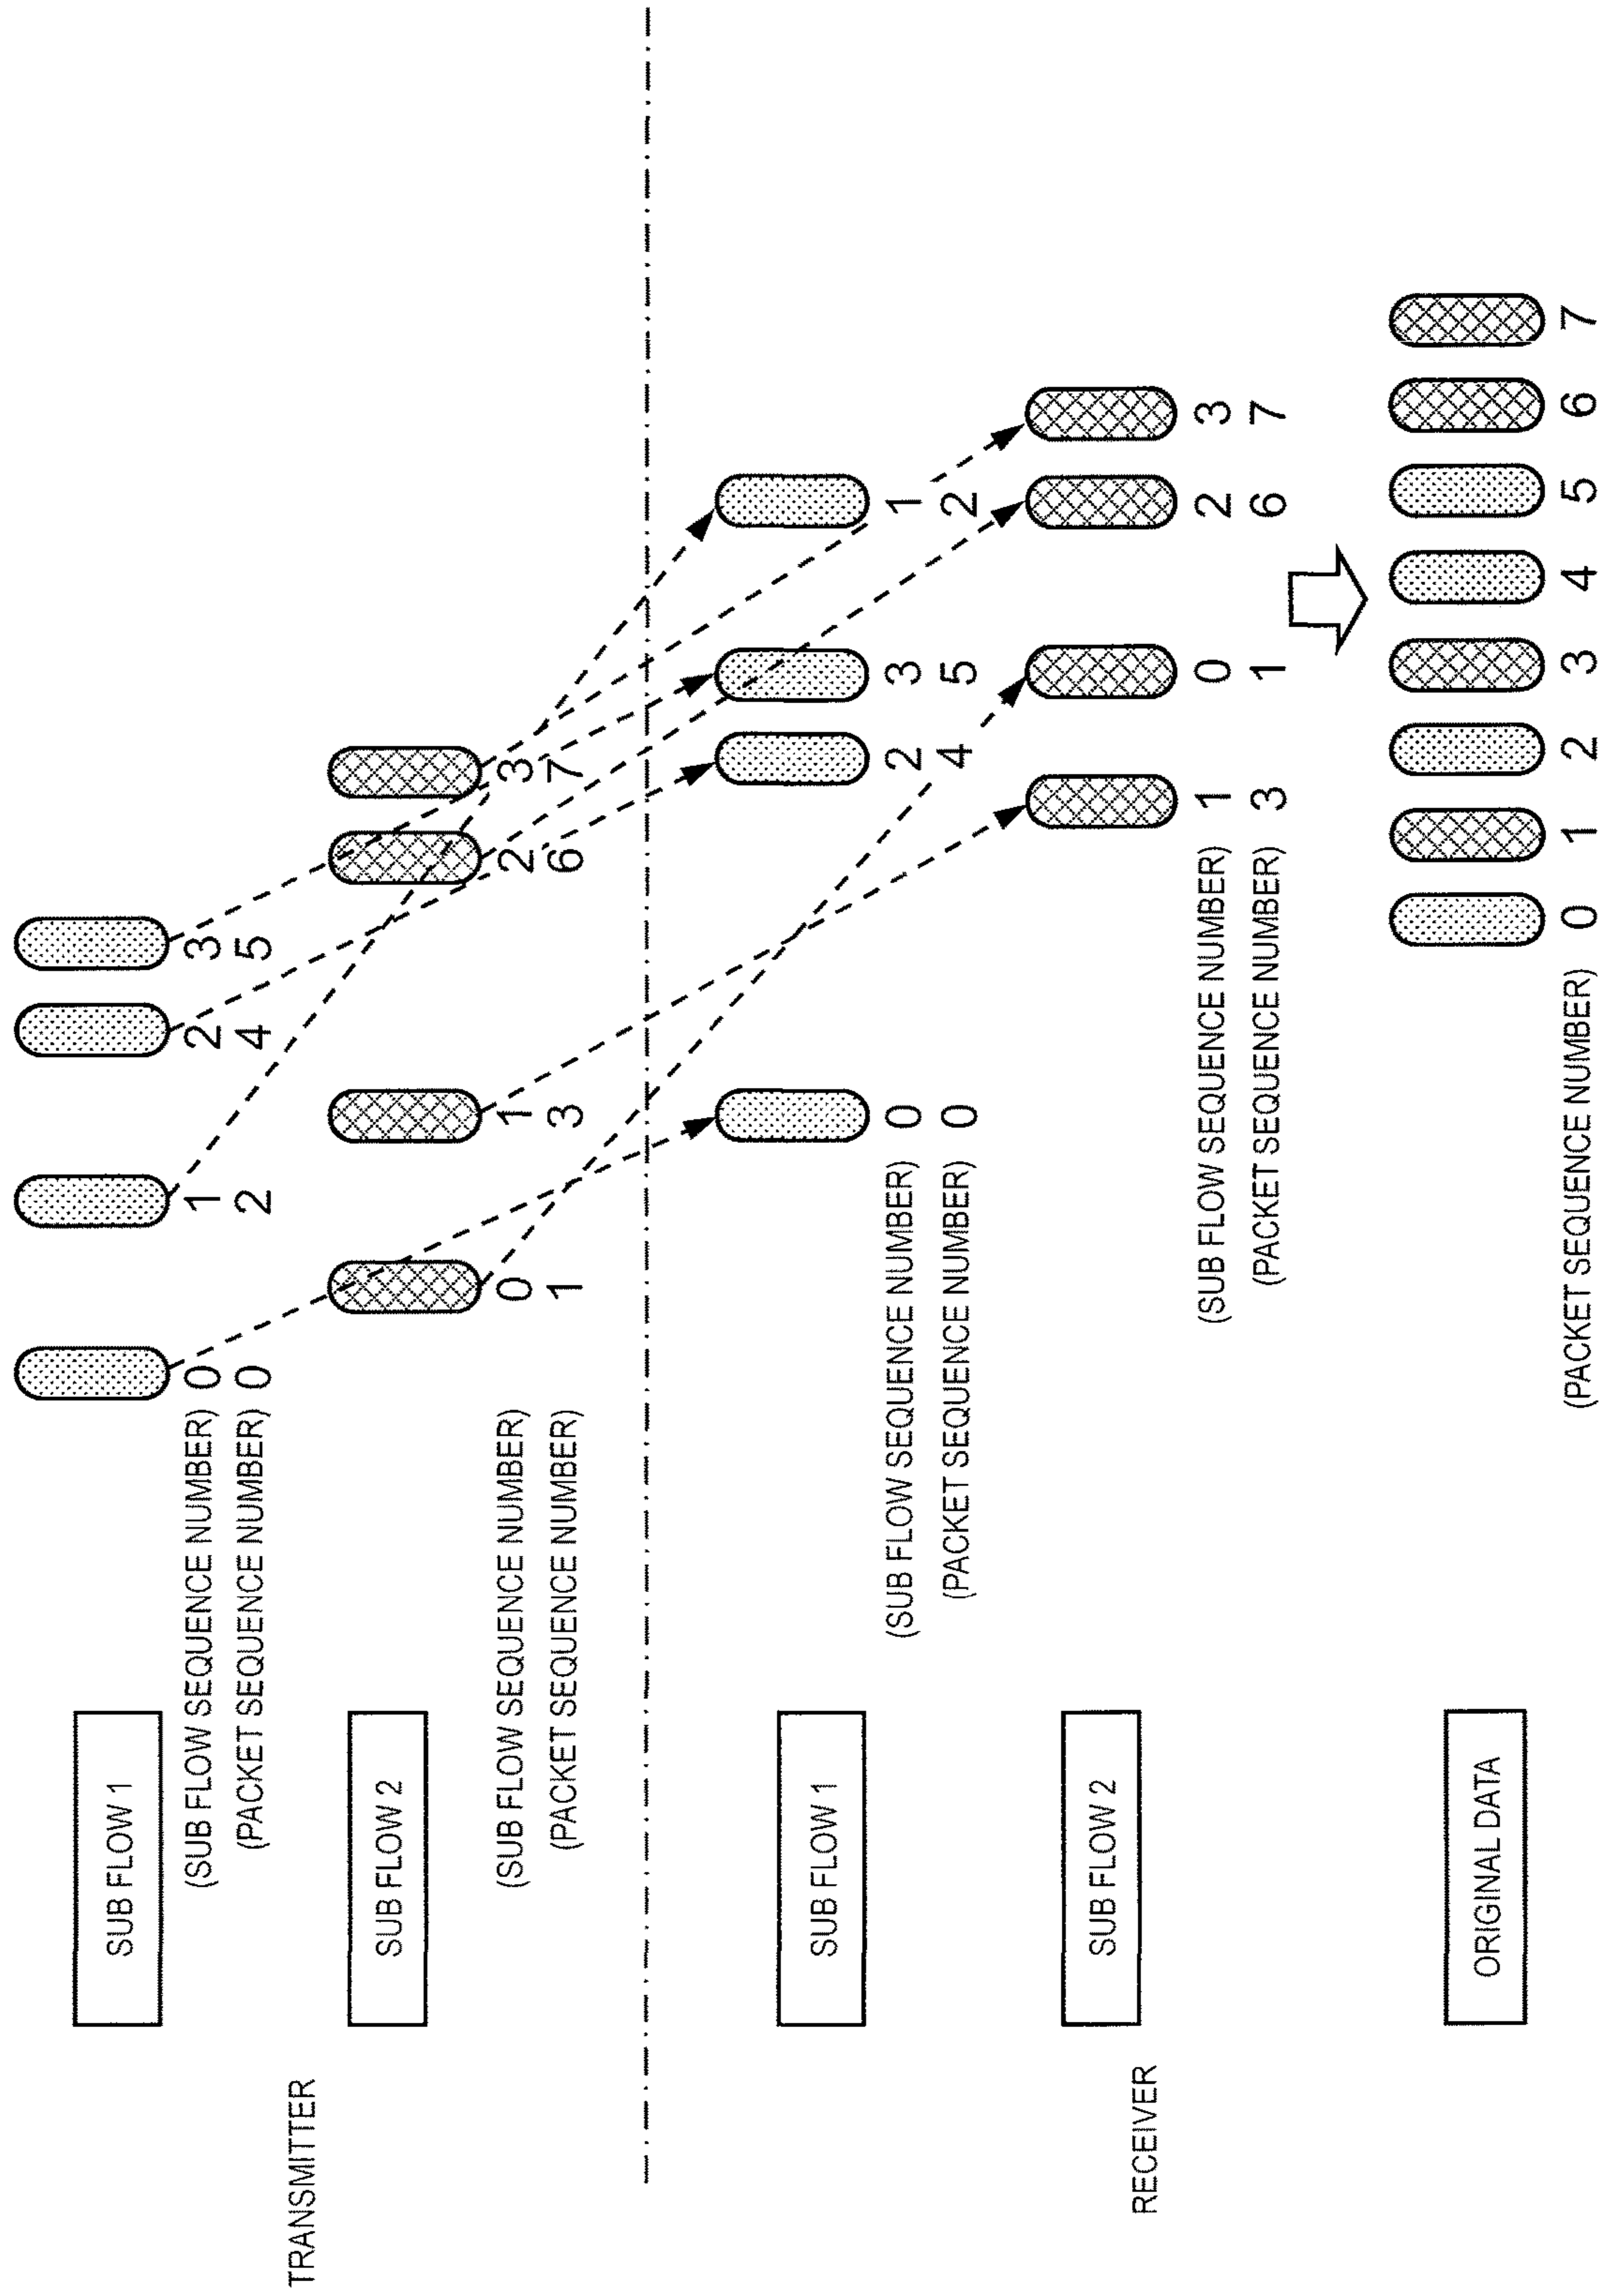 TRANSMITTER
SUB FLOW 1
(SUB FLOW SEQUENCE NUMBER) 0 1 2 3
(PACKET SEQUENCE NUMBER) 0 2 4 5
SUB FLOW 2
(SUB FLOW SEQUENCE NUMBER) 0 1 2 3
(PACKET SEQUENCE NUMBER) 1 3 6 7
RECEIVER
SUB FLOW 1
(SUB FLOW SEQUENCE NUMBER) 0 2 3 1
(PACKET SEQUENCE NUMBER) 0 4 5 2
SUB FLOW 2
(SUB FLOW SEQUENCE NUMBER) 1 0 2 3
(PACKET SEQUENCE NUMBER) 3 1 6 7
ORIGINAL DATA
(PACKET SEQUENCE NUMBER) 0 1 2 3 4 5 6 7